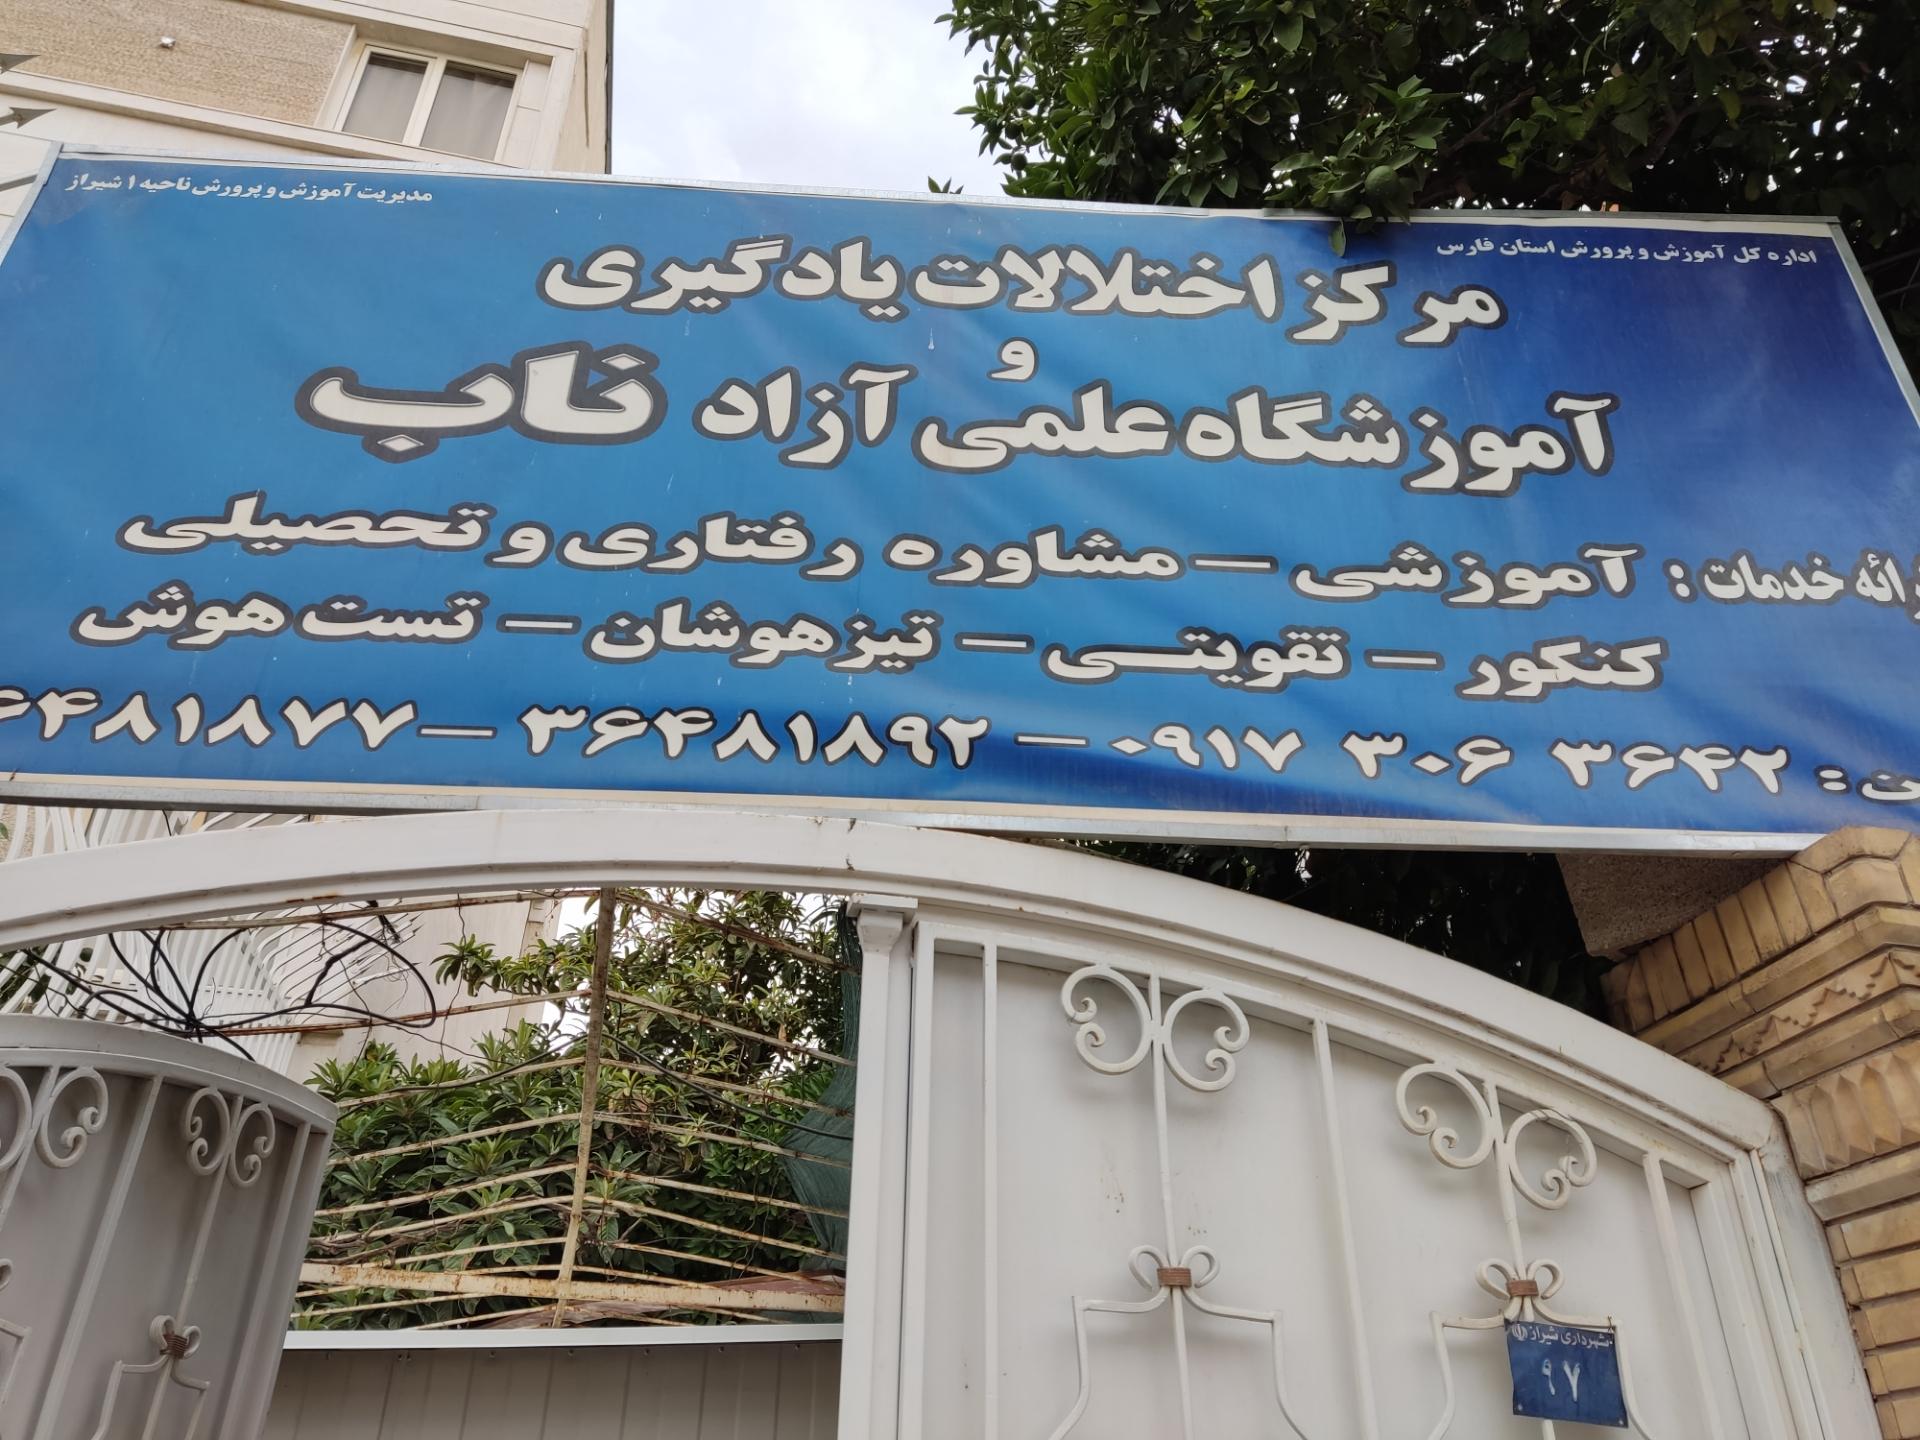 اداره کل آموزش و پرورش استان فارس
مدیریت آموزش و پرورش ناحیه ۱ شیراز
مرکز اختلالات یادگیری
و
آموزشگاه علمی آزاد ناب
خدمات : آموزشی – مشاوره رفتاری و تحصیلی
کنکور – تقویتی – تیزهوشان – تست هوش
۰۹۱۷ ۳۰۶ ۳۶۴۲ – ۳۶۴۸۱۸۹۲ – ۶۴۸۱۸۷۷
شهرداری شیراز
۹۷